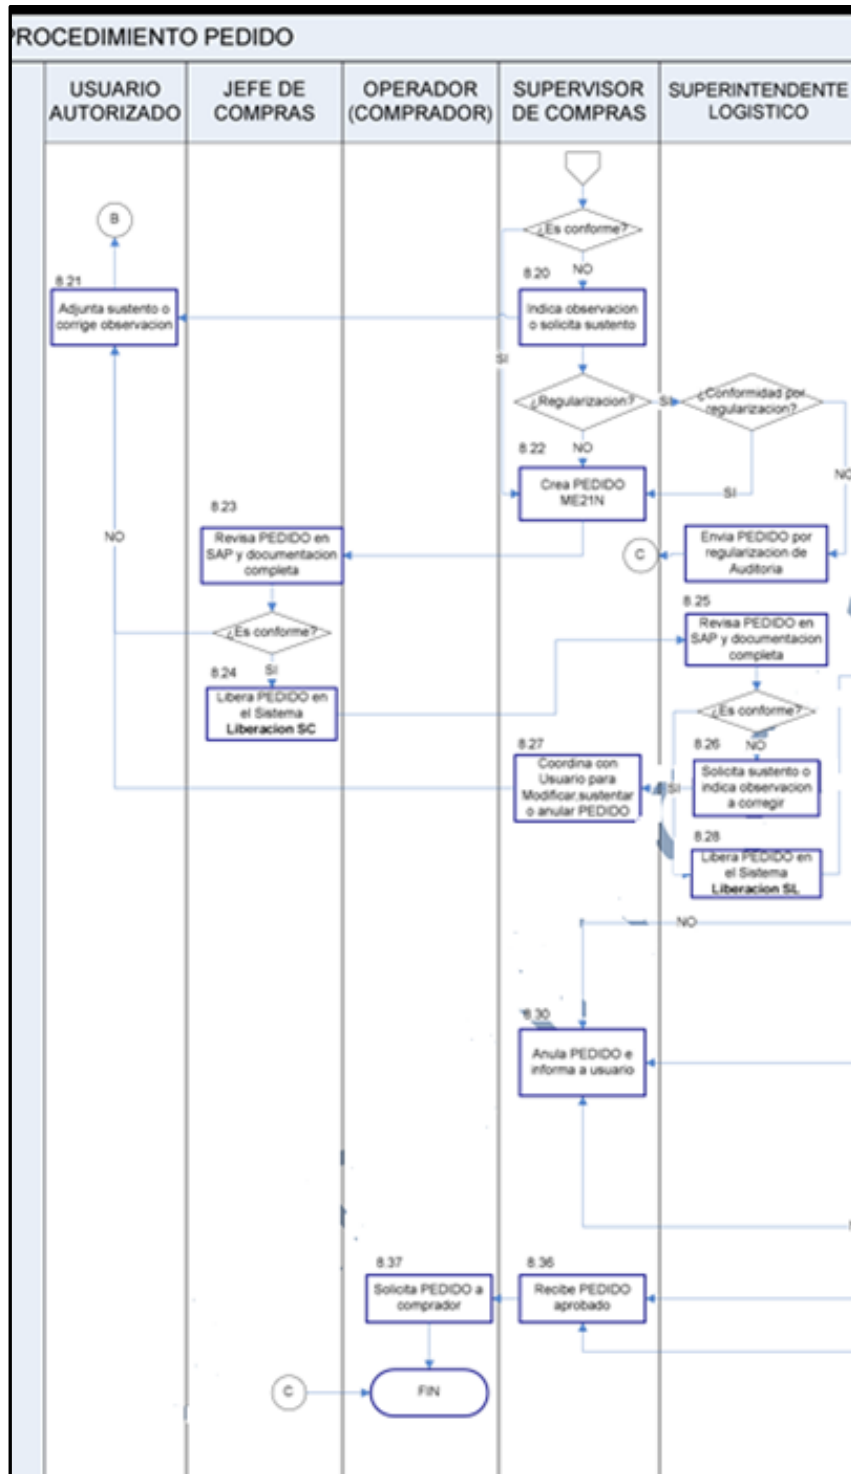 PROCEDIMIENTO PEDIDO
USUARIO
AUTORIZADO
JEFE DE
COMPRAS
OPERADOR
(COMPRADOR)
SUPERVISOR
DE COMPRAS
SUPERINTENDENTE
LOGISTICO
B
¿Es conforme?
8.21
8.20
NO
Adjunta sustento o
corrige observacion
Indica observacion
o solicita sustento
SI
¿Regularizacion?
SI
¿Conformidad por
regularizacion?
8.22
NO
NO
Crea PEDIDO
ME21N
SI
8.23
NO
Revisa PEDIDO en
SAP y documentacion
completa
C
Envia PEDIDO por
regularizacion de
Auditoria
8.25
Revisa PEDIDO en
SAP y documentacion
completa
¿Es conforme?
8.24
SI
Libera PEDIDO en
el Sistema
Liberacion SC
¿Es conforme?
8.27
8.26
NO
Coordina con
Usuario para
Modificar,sustentar
o anular PEDIDO
SI
Solicita sustento o
indica observacion
a corregir
8.28
Libera PEDIDO en
el Sistema
Liberacion SL
NO
8.30
Anula PEDIDO e
informa a usuario
8.37
8.36
Solicita PEDIDO a
comprador
Recibe PEDIDO
aprobado
C
FIN